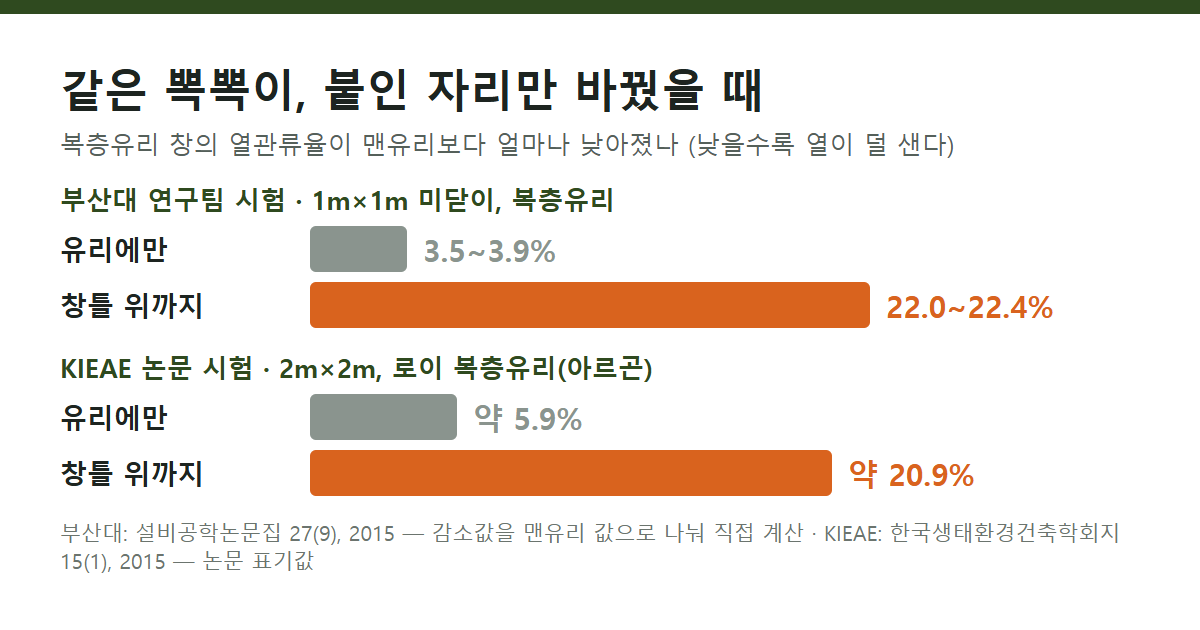 같은 뽁뽁이, 붙인 자리만 바꿨을 때
복층유리 창의 열관류율이 맨유리보다 얼마나 낮아졌나 (낮을수록 열이 덜 샌다)
부산대 연구팀 시험 · 1m×1m 미닫이, 복층유리
유리에만 3.5~3.9%
창틀 위까지 22.0~22.4%
KIEAE 논문 시험 · 2m×2m, 로이 복층유리(아르곤)
유리에만 약 5.9%
창틀 위까지 약 20.9%
부산대: 설비공학논문집 27(9), 2015 — 감소값을 맨유리 값으로 나눠 직접 계산 · KIEAE: 한국생태환경건축학회지
15(1), 2015 — 논문 표기값